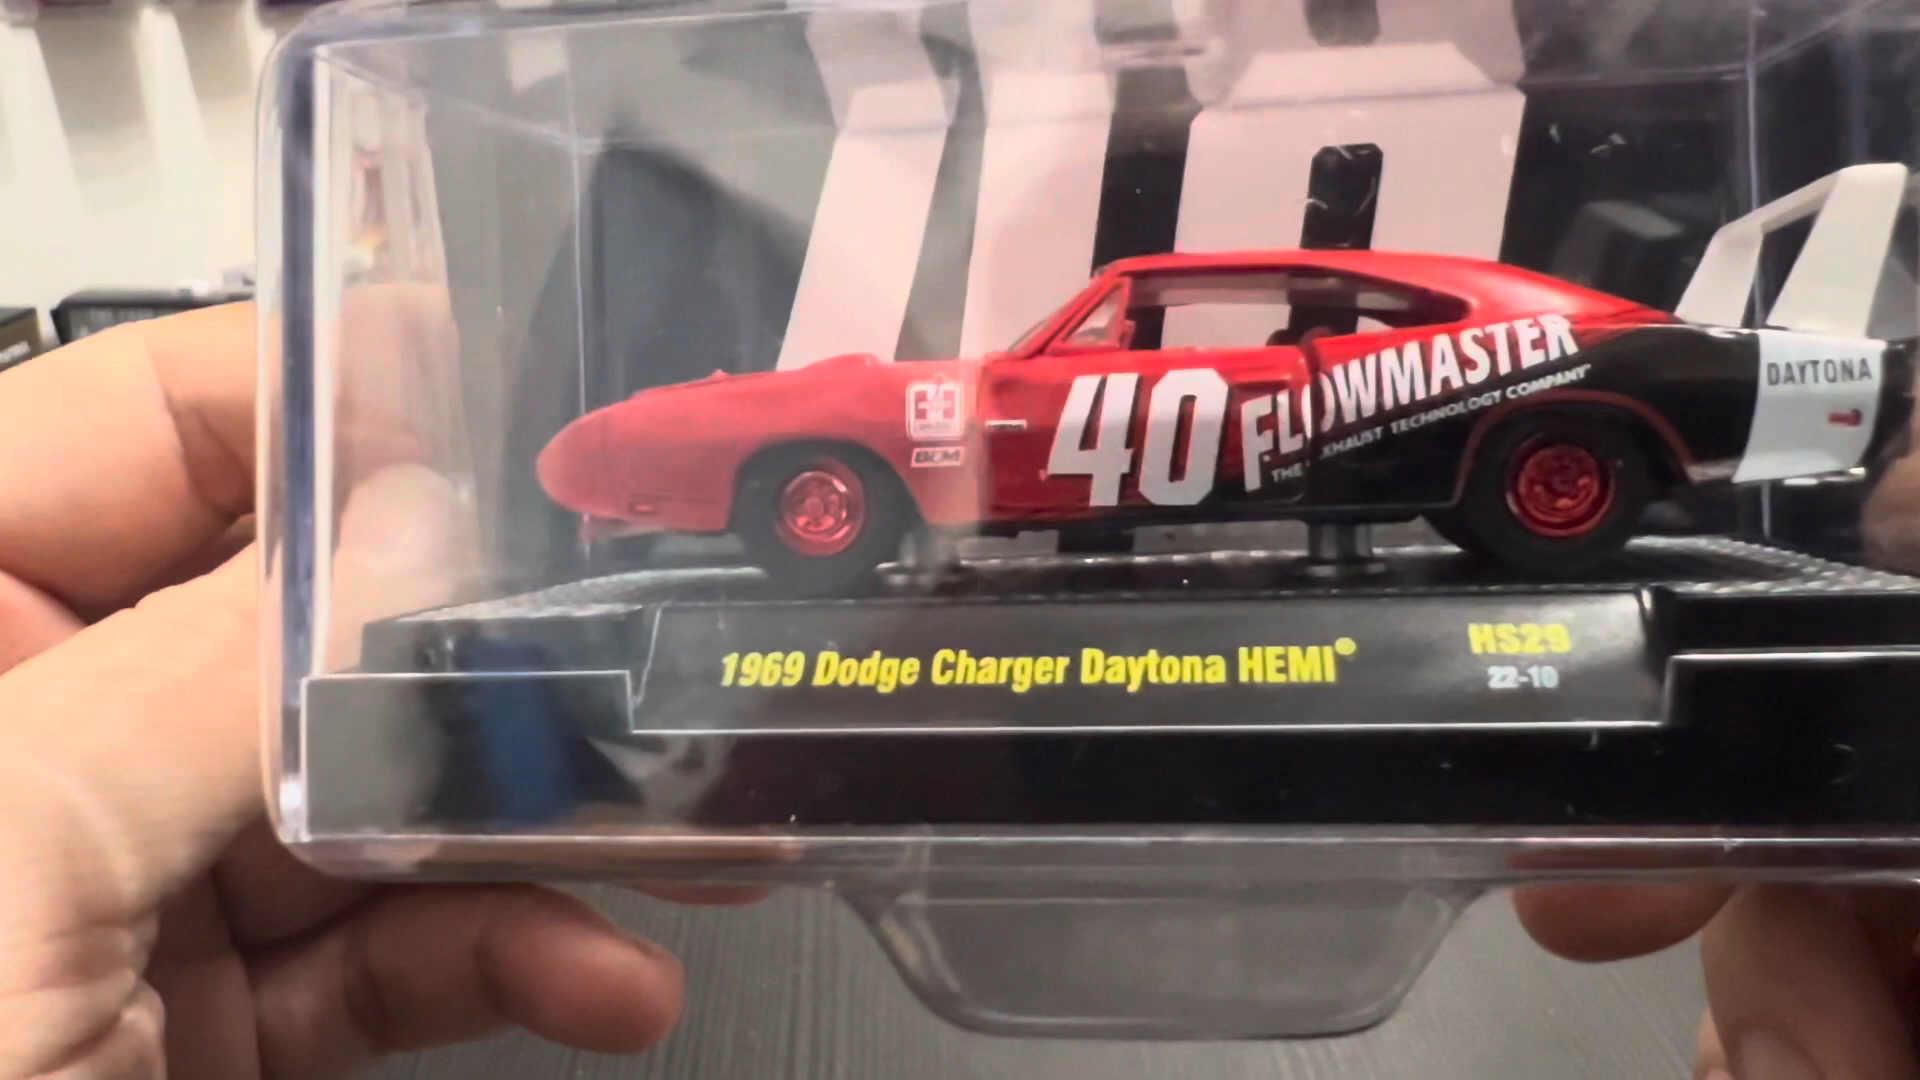 FLOWMASTER
THE EXHAUST TECHNOLOGY COMPANY
40
DAYTONA
1969 Dodge Charger Daytona HEMI®
HS29
22-10